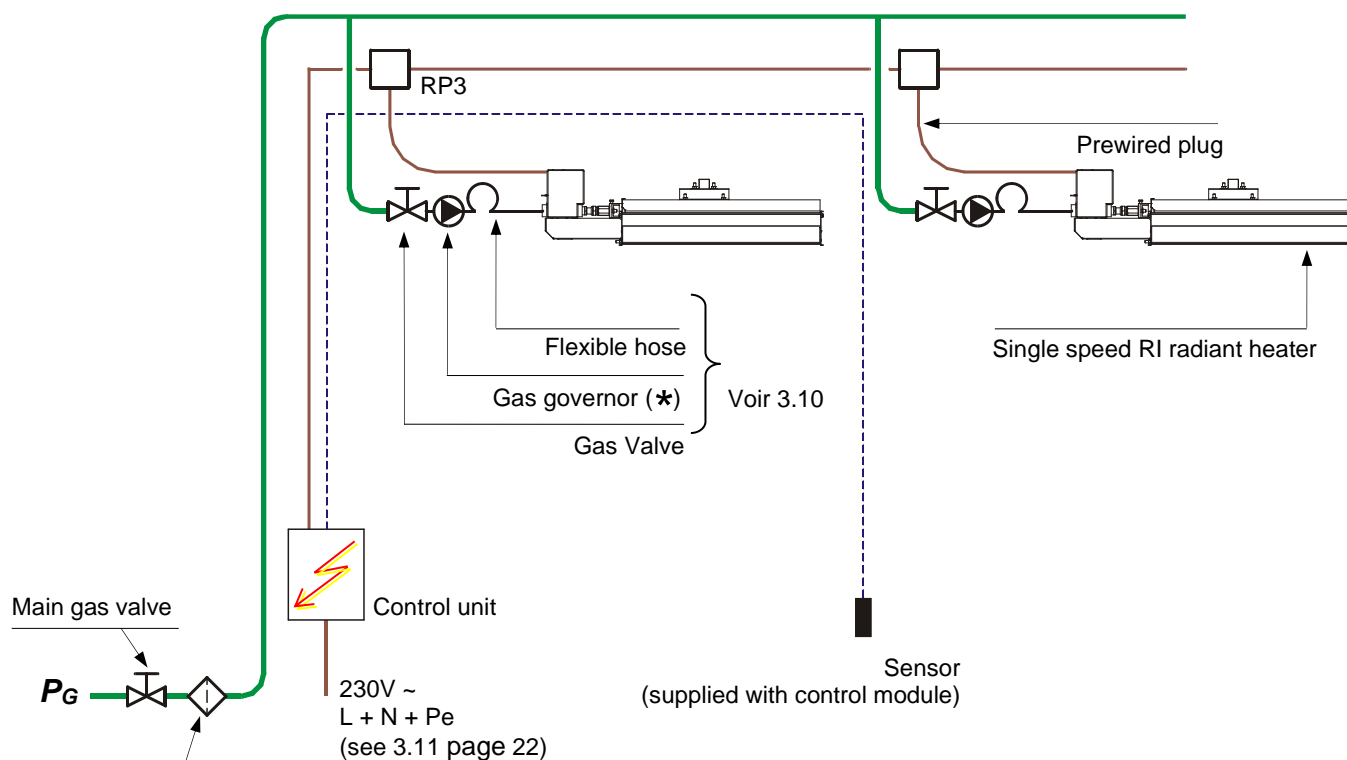 RP3
Prewired plug
Flexible hose
Single speed RI radiant heater
Gas governor (*)
Voir 3.10
Gas Valve
Main gas valve
Control unit
Sensor
(supplied with control module)
PG
230V ~
L + N + Pe
(see 3.11 page 22)